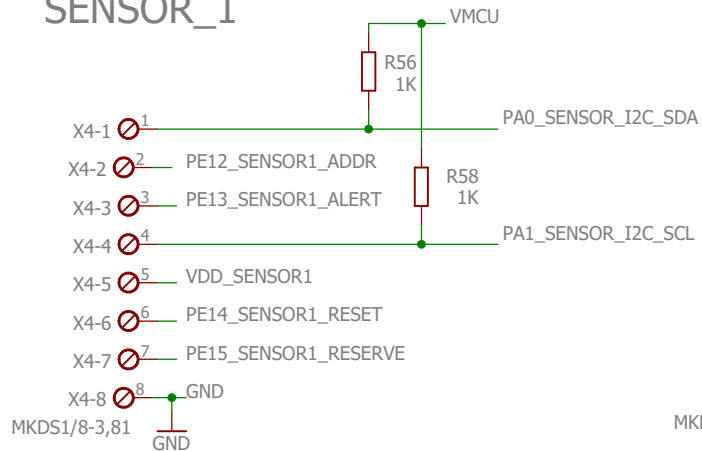 SENSOR_1
VMCU
R56
1K
X4-1
1
PA0_SENSOR_I2C_SDA
X4-2
2
PE12_SENSOR1_ADDR
R58
1K
X4-3
3
PE13_SENSOR1_ALERT
X4-4
4
PA1_SENSOR_I2C_SCL
X4-5
5
VDD_SENSOR1
X4-6
6
PE14_SENSOR1_RESET
X4-7
7
PE15_SENSOR1_RESERVE
X4-8
8
GND
MKDS1/8-3,81
GND